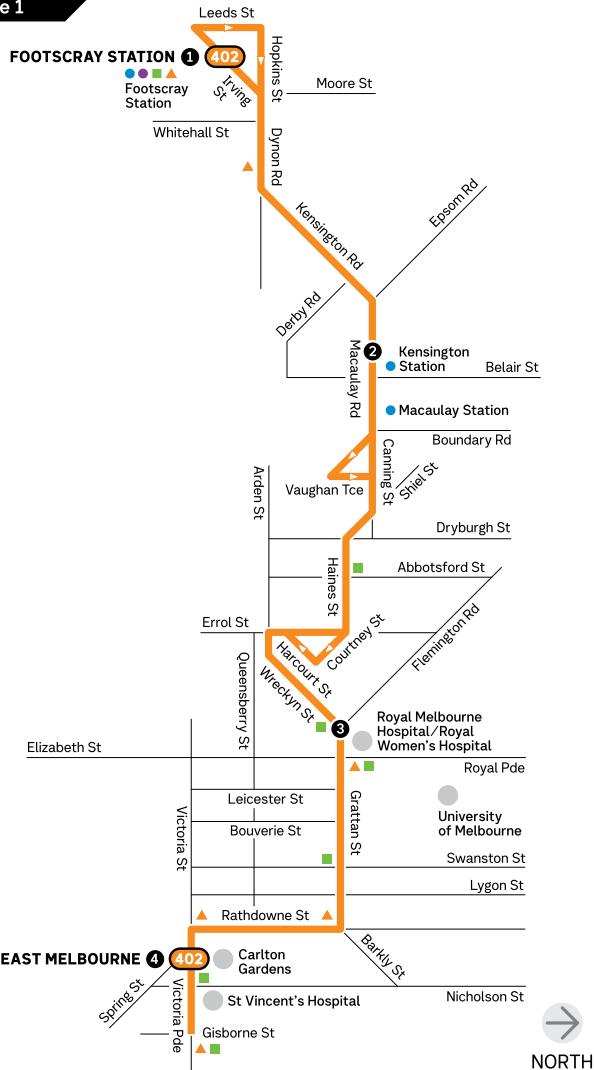 e 1
Leeds St
FOOTSCRAY STATION 1 402
Footscray
Station
Irving
St
Hopkins St
Moore St
Whitehall St
Dynon Rd
Kensington Rd
Epsom Rd
Derby Rd
Macaulay Rd
2
Kensington
Station
Belair St
Macaulay Station
Boundary Rd
Canning St
Shiel St
Vaughan Tce
Arden St
Dryburgh St
Haines St
Abbotsford St
Errol St
Courtney St
Flemington Rd
Harcourt St
Wreckyn St
Queensberry St
3
Royal Melbourne
Hospital/Royal
Women's Hospital
Elizabeth St
Royal Pde
Leicester St
Grattan St
University
of Melbourne
Victoria St
Bouverie St
Swanston St
Lygon St
Rathdowne St
Barkly St
EAST MELBOURNE 4 402
Carlton
Gardens
Spring St
Victoria Pde
St Vincent's Hospital
Nicholson St
Gisborne St
NORTH